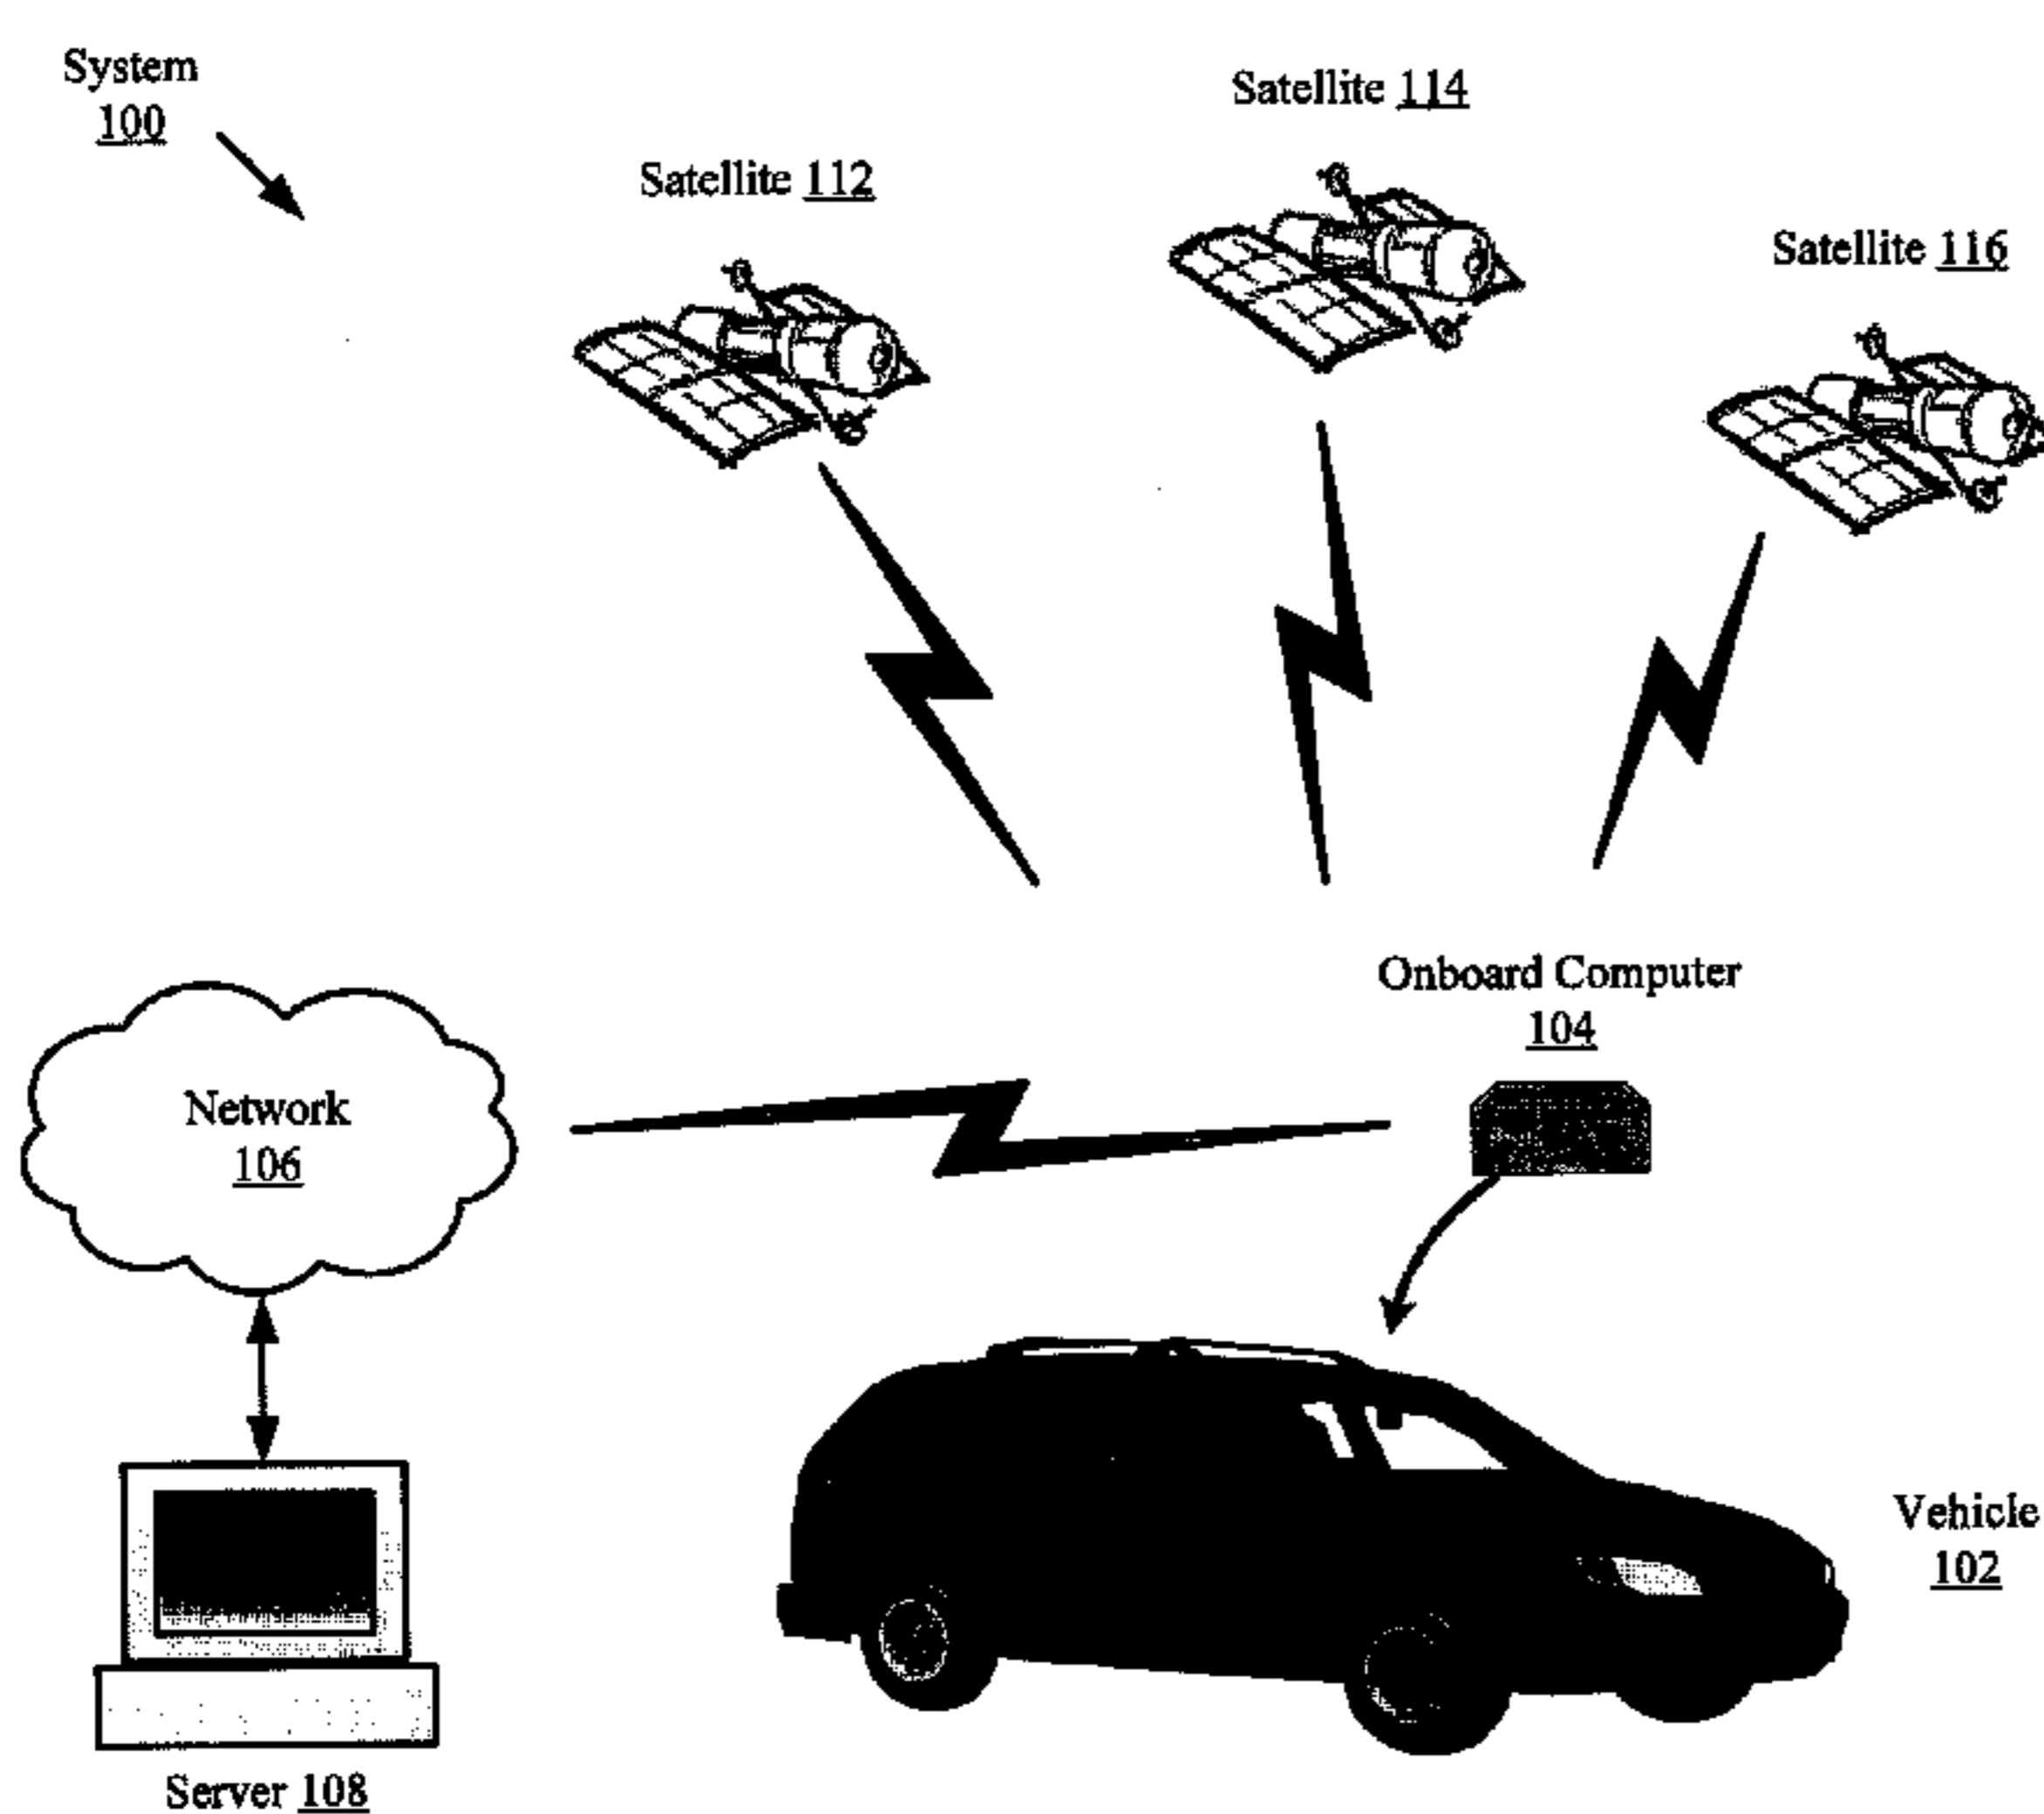 System
100
Satellite 114
Satellite 112
Satellite 116
Onboard Computer
104
Network
106
Vehicle
102
Server 108